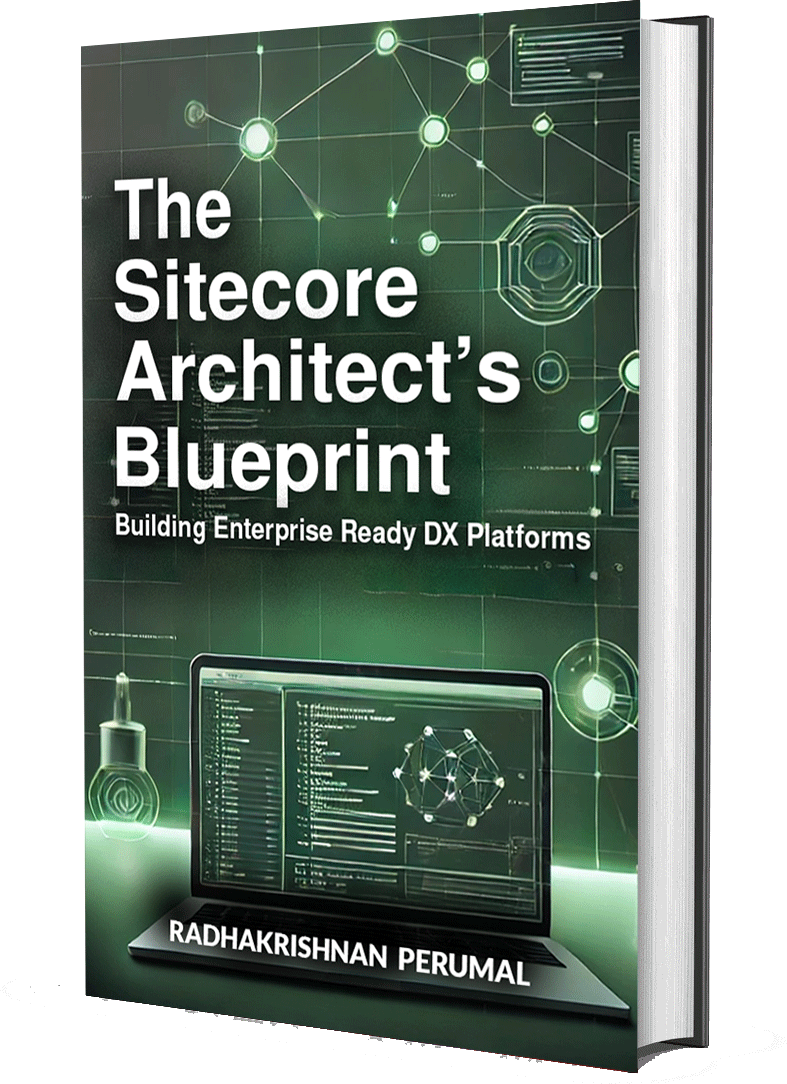 The
Sitecore
Architect's
Blueprint
Building Enterprise Ready DX Platforms
RADHAKRISHNAN PERUMAL